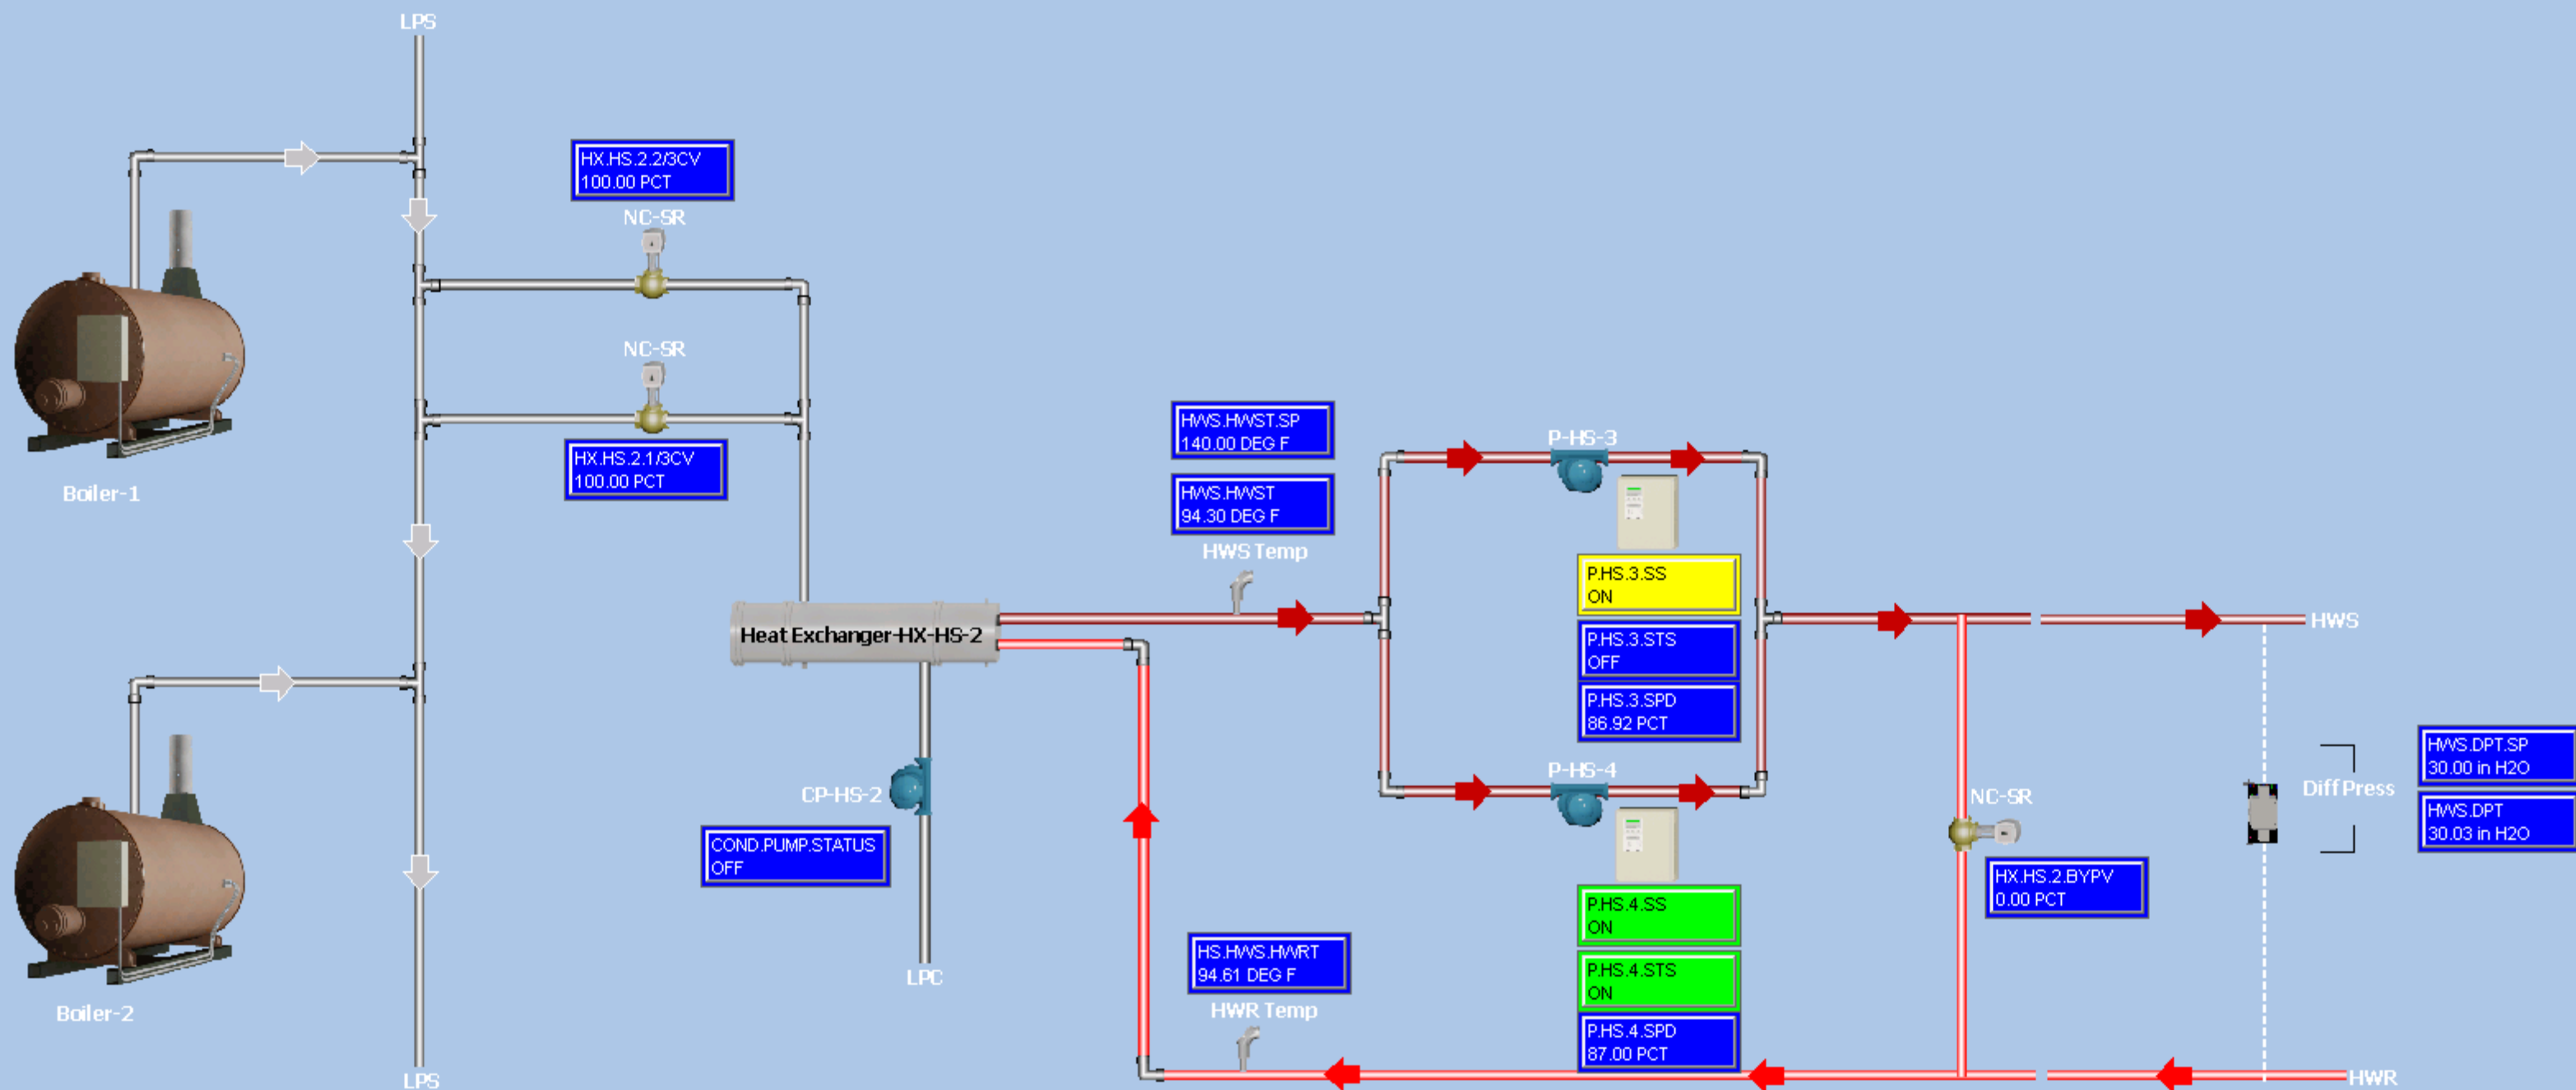 LPS
HX.HS.2.2/3CV
100.00 PCT
NC-SR
NC-SR
HX.HS.2.1/3CV
100.00 PCT
Boiler-1
HWS.HWST.SP
140.00 DEG F
HWS.HWST
94.30 DEG F
HWS Temp
P-HS-3
P.HS.3.SS
ON
P.HS.3.STS
OFF
P.HS.3.SPD
86.92 PCT
Heat Exchanger-HX-HS-2
HWS
P-HS-4
CP-HS-2
COND.PUMP.STATUS
OFF
NC-SR
HX.HS.2.BYPV
0.00 PCT
Diff Press
HWS.DPT.SP
30.00 in H2O
HWS.DPT
30.03 in H2O
P.HS.4.SS
ON
P.HS.4.STS
ON
P.HS.4.SPD
87.00 PCT
LPC
HS.HWS.HWRT
94.61 DEG F
HWR Temp
Boiler-2
LPS
HWR